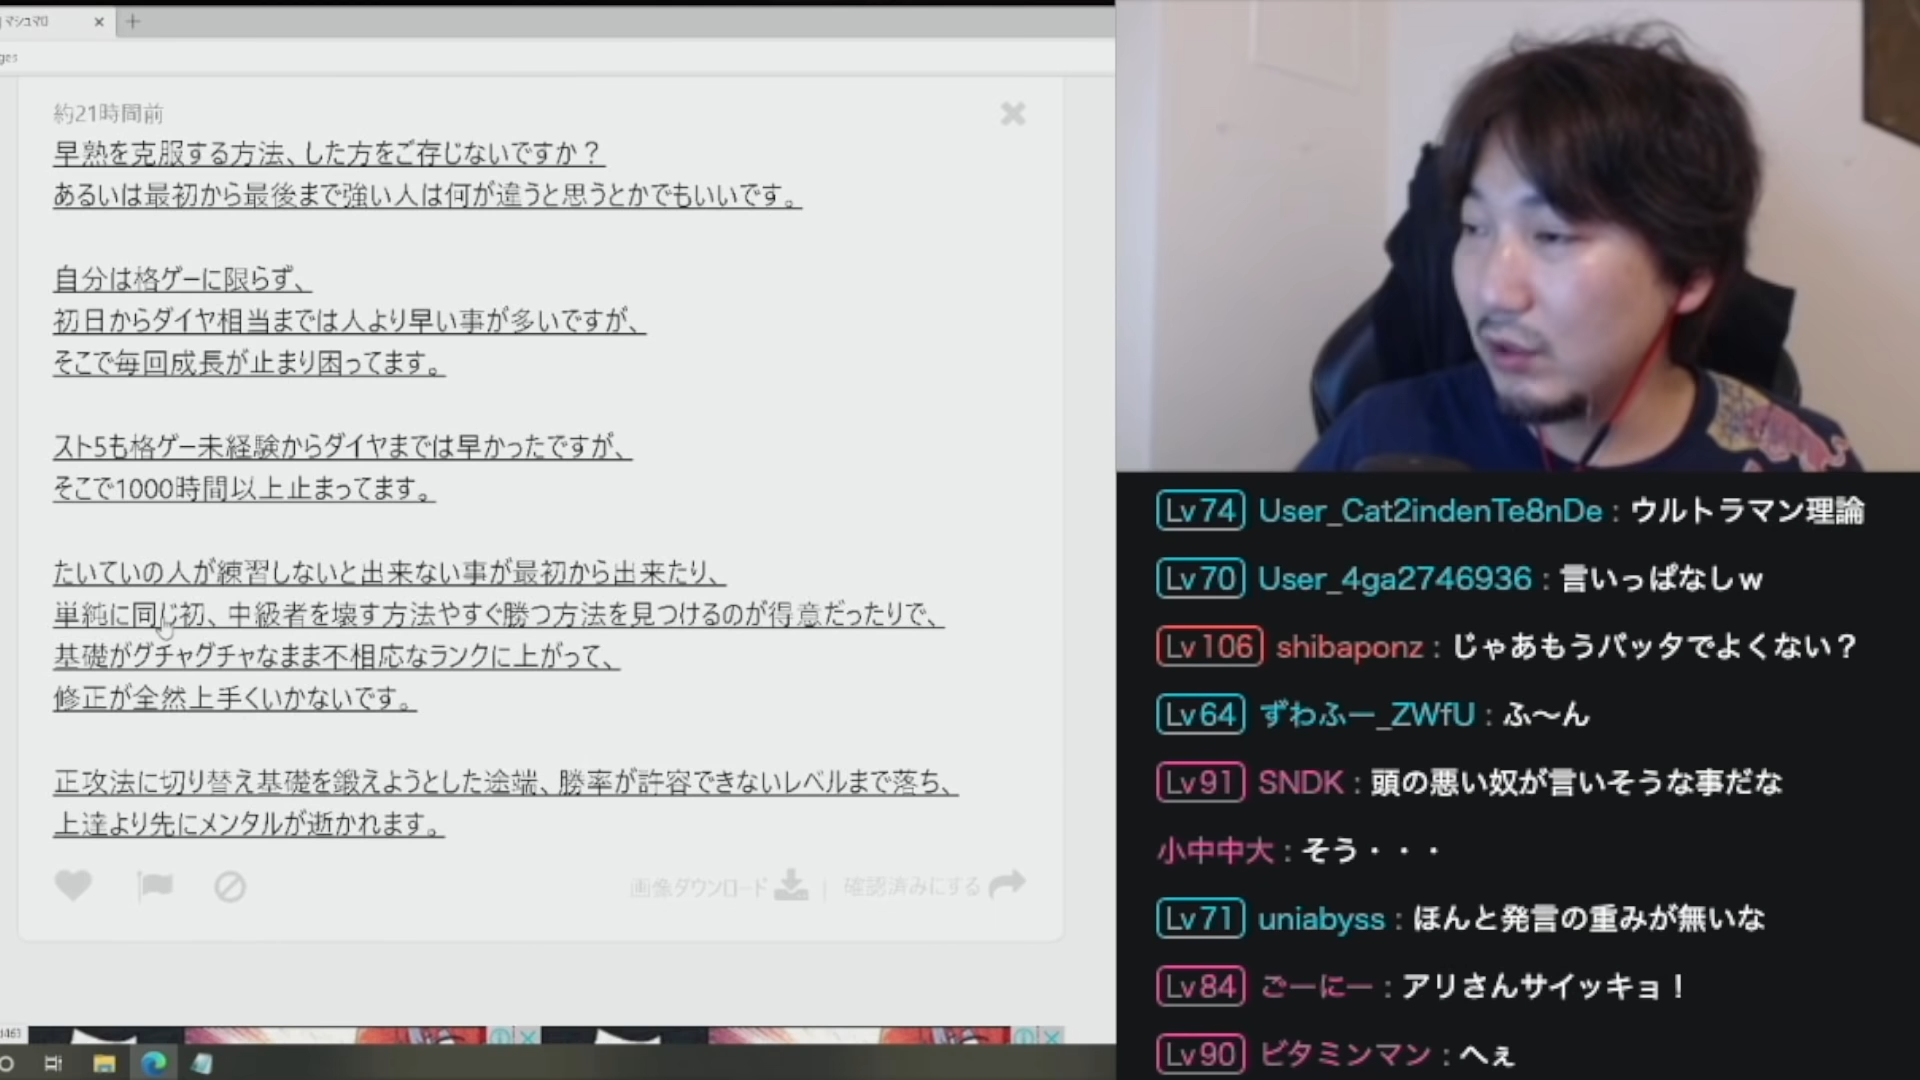 マシュマロ
ges
約21時間前
早熟を克服する方法、した方をご存じないですか？
あるいは最初から最後まで強い人は何が違うと思うとかでもいいです。
自分は格ゲーに限らず、
初日からダイヤ相当までは人より早い事が多いですが、
そこで毎回成長が止まり困ってます。
スト5も格ゲー未経験からダイヤまでは早かったですが、
そこで1000時間以上止まってます。
たいていの人が練習しないと出来ない事が最初から出来たり、
単純に同じ初、中級者を壊す方法やすぐ勝つ方法を見つけるのが得意だったりで、
基礎がグチャグチャなまま不相応なランクに上がって、
修正が全然上手くいかないです。
正攻法に切り替え基礎を鍛えようとした途端、勝率が許容できないレベルまで落ち、
上達より先にメンタルが逝かれます。
画像ダウンロード | 確認済みにする
Lv74 User_Cat2indenTe8nDe : ウルトラマン理論
Lv70 User_4ga2746936 : 言いっぱなしw
Lv106 shibaponz : じゃあもうバッタでよくない？
Lv64 ずわふー_ZWfU : ふ〜ん
Lv91 SNDK : 頭の悪い奴が言いそうな事だな
小中中大 : そう・・・
Lv71 uniabyss : ほんと発言の重みが無いな
Lv84 ごーにー : アリさんサイッキョ！
Lv90 ビタミンマン : へぇ